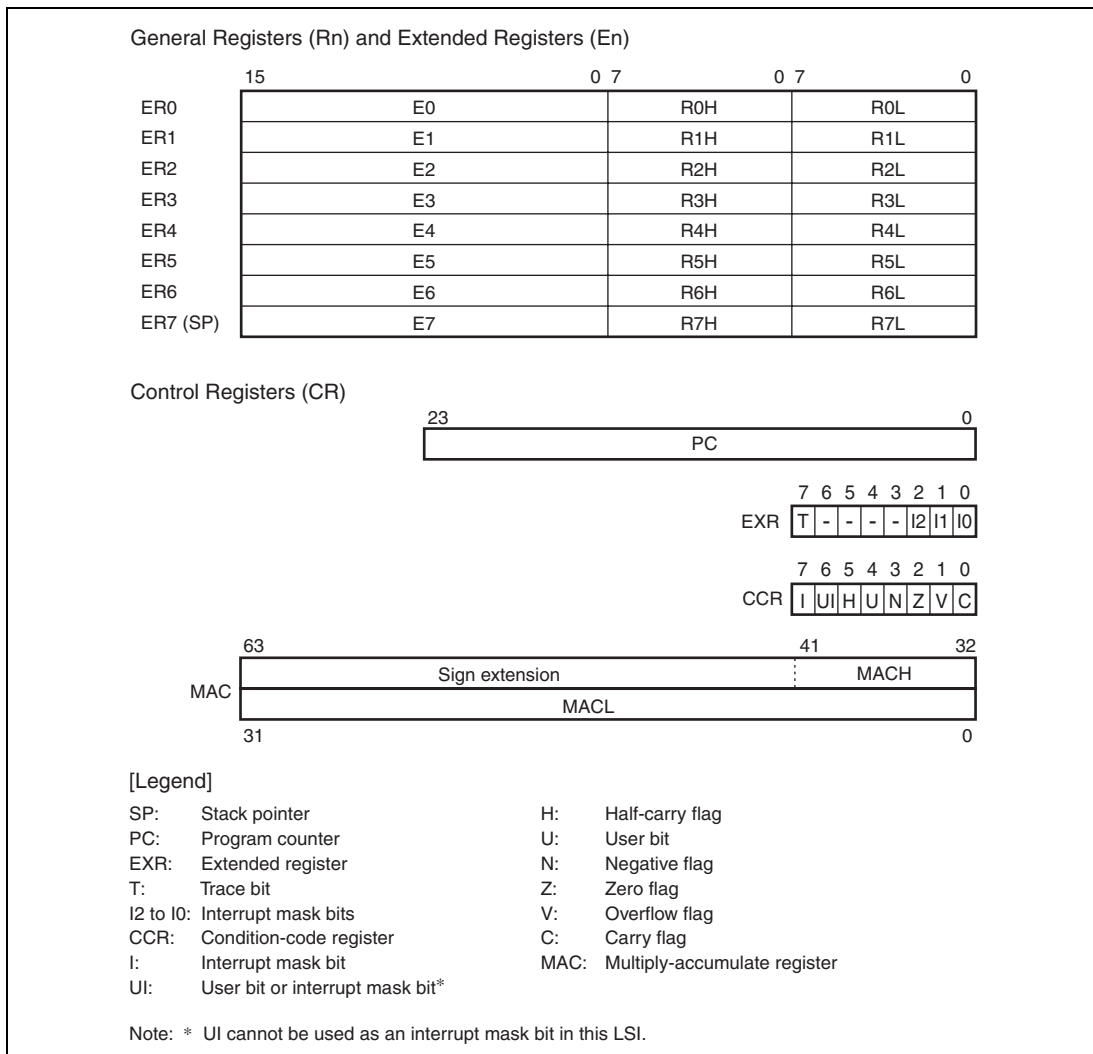 General Registers (Rn) and Extended Registers (En)
15 0 7 0 7 0
ER0 E0 R0H R0L
ER1 E1 R1H R1L
ER2 E2 R2H R2L
ER3 E3 R3H R3L
ER4 E4 R4H R4L
ER5 E5 R5H R5L
ER6 E6 R6H R6L
ER7 (SP) E7 R7H R7L
Control Registers (CR)
23 0
PC
7 6 5 4 3 2 1 0
EXR T - - - - I2 I1 I0
7 6 5 4 3 2 1 0
CCR I UI H U N Z V C
63 41 32
Sign extension MACH
MAC
MACL
31 0
[Legend]
SP: Stack pointer
PC: Program counter
EXR: Extended register
T: Trace bit
I2 to I0: Interrupt mask bits
CCR: Condition-code register
I: Interrupt mask bit
UI: User bit or interrupt mask bit*
H: Half-carry flag
U: User bit
N: Negative flag
Z: Zero flag
V: Overflow flag
C: Carry flag
MAC: Multiply-accumulate register
Note: * UI cannot be used as an interrupt mask bit in this LSI.